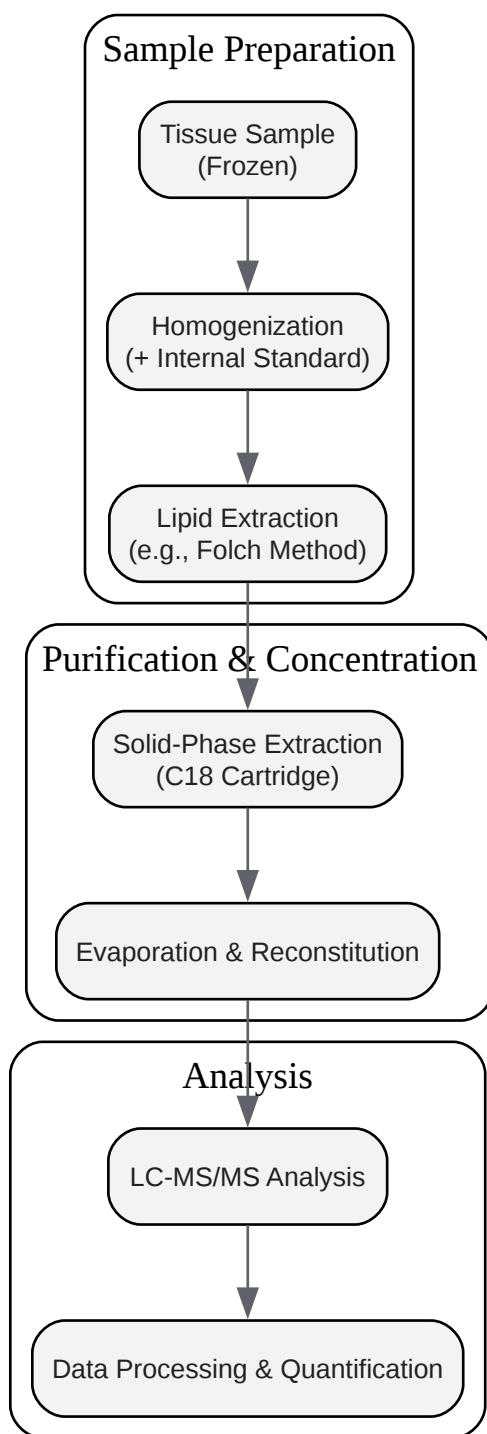 Sample Preparation
Tissue Sample
(Frozen)
Homogenization
(+ Internal Standard)
Lipid Extraction
(e.g., Folch Method)
Purification & Concentration
Solid-Phase Extraction
(C18 Cartridge)
Evaporation & Reconstitution
Analysis
LC-MS/MS Analysis
Data Processing & Quantification